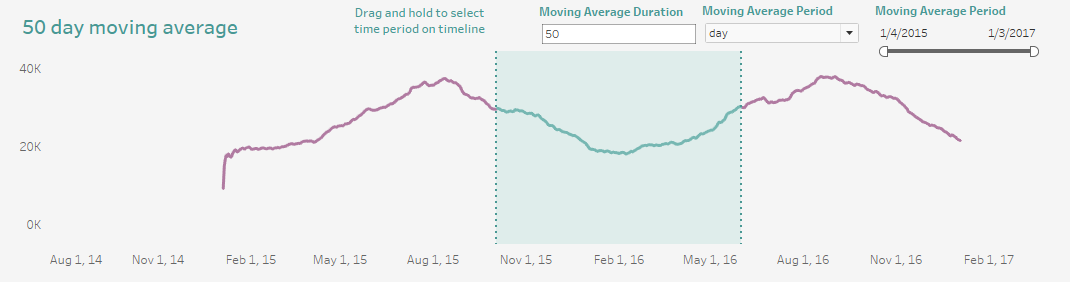 50 day moving average
Drag and hold to select
time period on timeline
Moving Average Duration
50
Moving Average Period
day
Moving Average Period
1/4/2015
1/3/2017
40K
20K
0K
Aug 1, 14
Nov 1, 14
Feb 1, 15
May 1, 15
Aug 1, 15
Nov 1, 15
Feb 1, 16
May 1, 16
Aug 1, 16
Nov 1, 16
Feb 1, 17